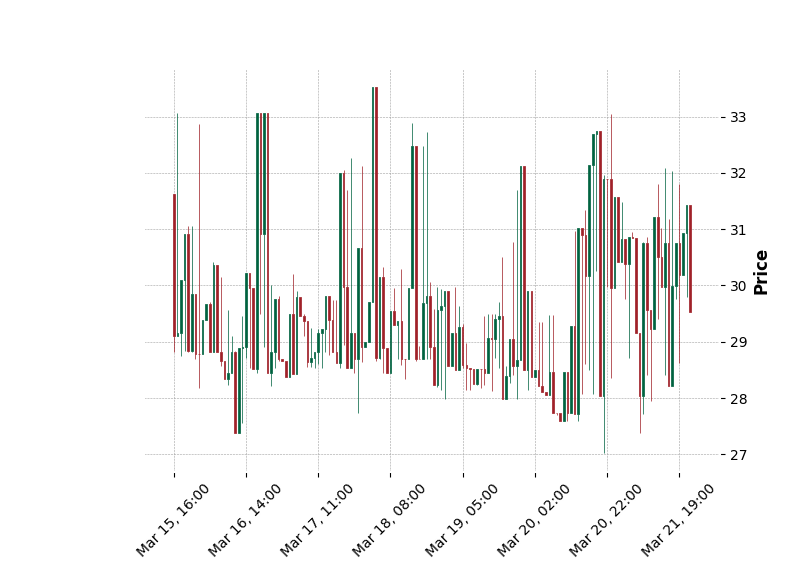 33
32
31
30
29
28
27
Price
Mar 15, 16:00
Mar 16, 14:00
Mar 17, 11:00
Mar 18, 08:00
Mar 19, 05:00
Mar 20, 02:00
Mar 20, 22:00
Mar 21, 19:00